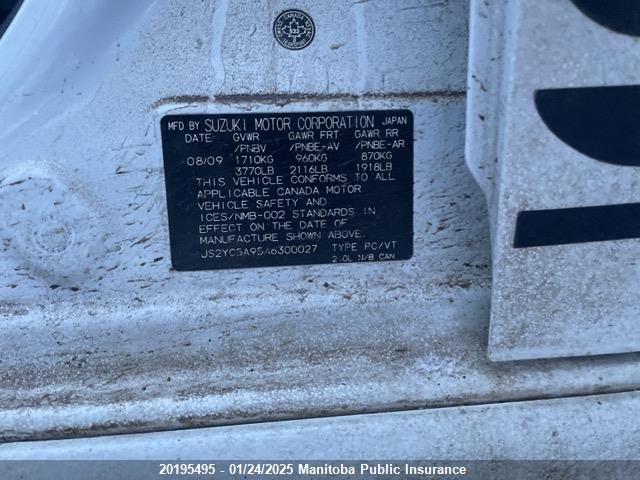 CANADA
533
TRANSPORT
MFD BY SUZUKI MOTOR CORPORATION JAPAN
DATE GVWR GAWR FRT GAWR RR
/PNBV /PNBE-AV /PNBE-AR
08/09 1710KG 960KG 870KG
3770LB 2116LB 1918LB
THIS VEHICLE CONFORMS TO ALL
APPLICABLE CANADA MOTOR
VEHICLE SAFETY AND
ICES/NMB-002 STANDARDS IN
EFFECT ON THE DATE OF
MANUFACTURE SHOWN ABOVE
JS2YC5A95A6300027 TYPE PC/VT
2.0L N/B CAN
20195495 - 01/24/2025 Manitoba Public Insurance